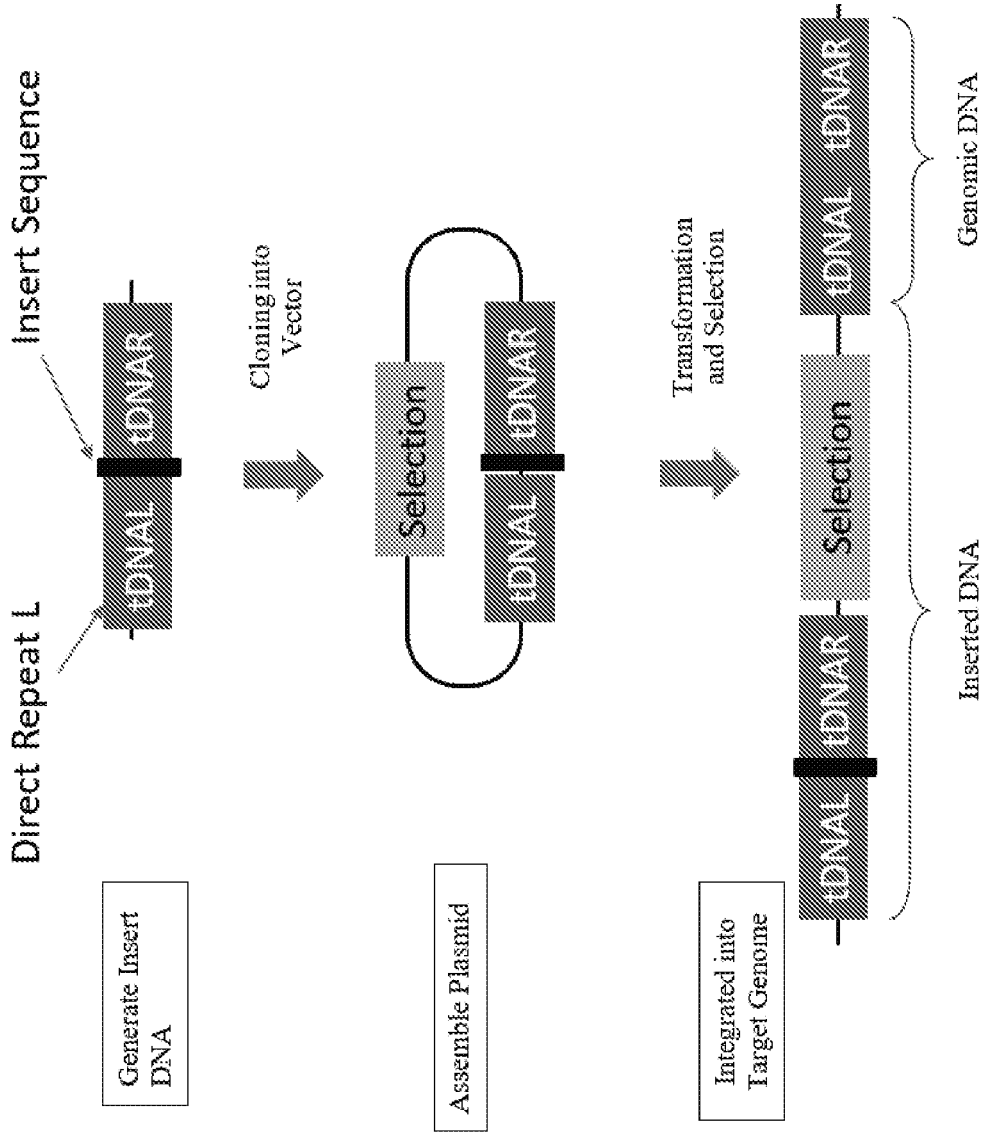 Direct Repeat L
Insert Sequence
Generate Insert
DNA
tDNAL
tDNAR
Cloning into
Vector
Assemble Plasmid
Selection
tDNAL
tDNAR
Transformation
and Selection
Integrated into
Target Genome
tDNAL
tDNAR
Selection
tDNAL
tDNAR
Inserted DNA
Genomic DNA